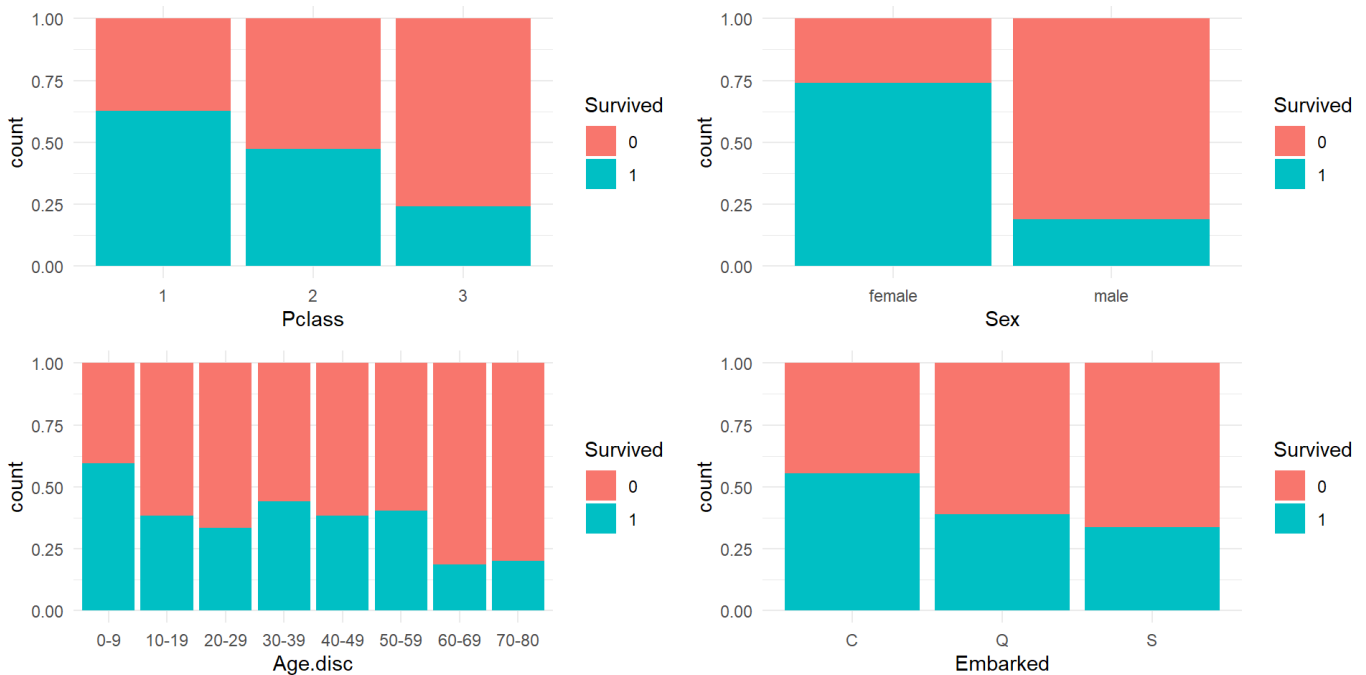 1.00
0.75
0.50
0.25
0.00
count
1 2 3
Pclass
Survived
0
1
1.00
0.75
0.50
0.25
0.00
count
female male
Sex
Survived
0
1
1.00
0.75
0.50
0.25
0.00
count
0-9 10-19 20-29 30-39 40-49 50-59 60-69 70-80
Age.disc
Survived
0
1
1.00
0.75
0.50
0.25
0.00
count
C Q S
Embarked
Survived
0
1